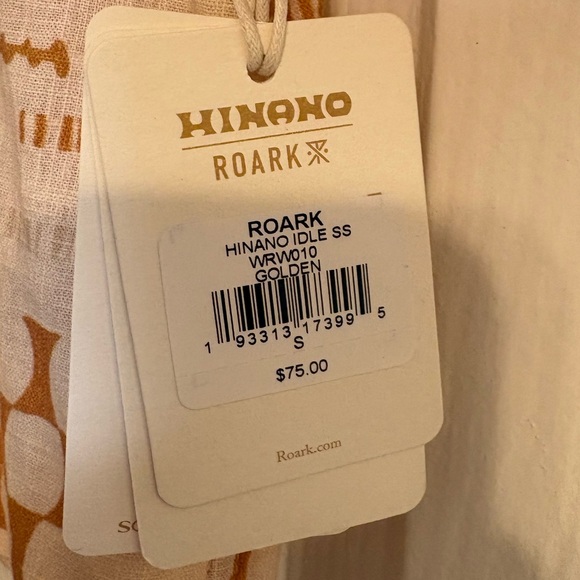 HINANO
ROARK
ROARK
HINANO IDLE SS
WRW010
GOLDEN
1 93313 17399 5
S
$75.00
Roark.com